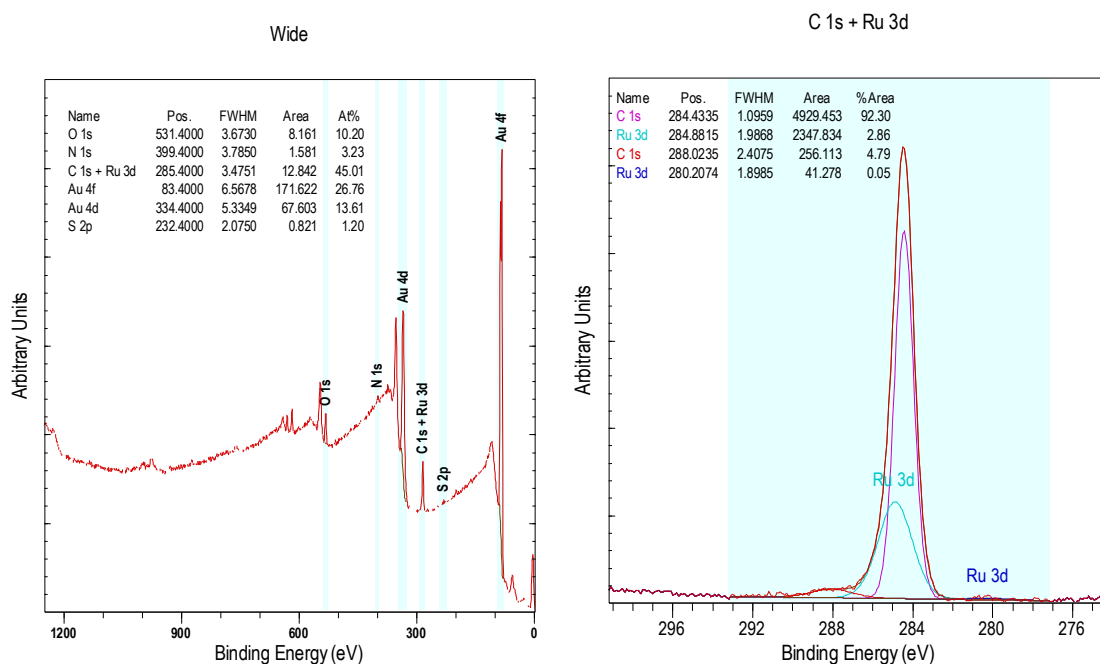 Wide
Name Pos. FWHM Area At%
O 1s 531.4000 3.6730 8.161 10.20
N 1s 399.4000 3.7850 1.581 3.23
C 1s + Ru 3d 285.4000 3.4751 12.842 45.01
Au 4f 83.4000 6.5678 171.622 26.76
Au 4d 334.4000 5.3349 67.603 13.61
S 2p 232.4000 2.0750 0.821 1.20
Au 4f
Au 4d
O 1s
N 1s
C 1s + Ru 3d
S 2p
Arbitrary Units
1200 900 600 300 0
Binding Energy (eV)
C 1s + Ru 3d
Name Pos. FWHM Area %Area
C 1s 284.4335 1.0959 4929.453 92.30
Ru 3d 284.8815 1.9868 2347.834 2.86
C 1s 288.0235 2.4075 256.113 4.79
Ru 3d 280.2074 1.8985 41.278 0.05
Ru 3d
Ru 3d
Arbitrary Units
296 292 288 284 280 276
Binding Energy (eV)